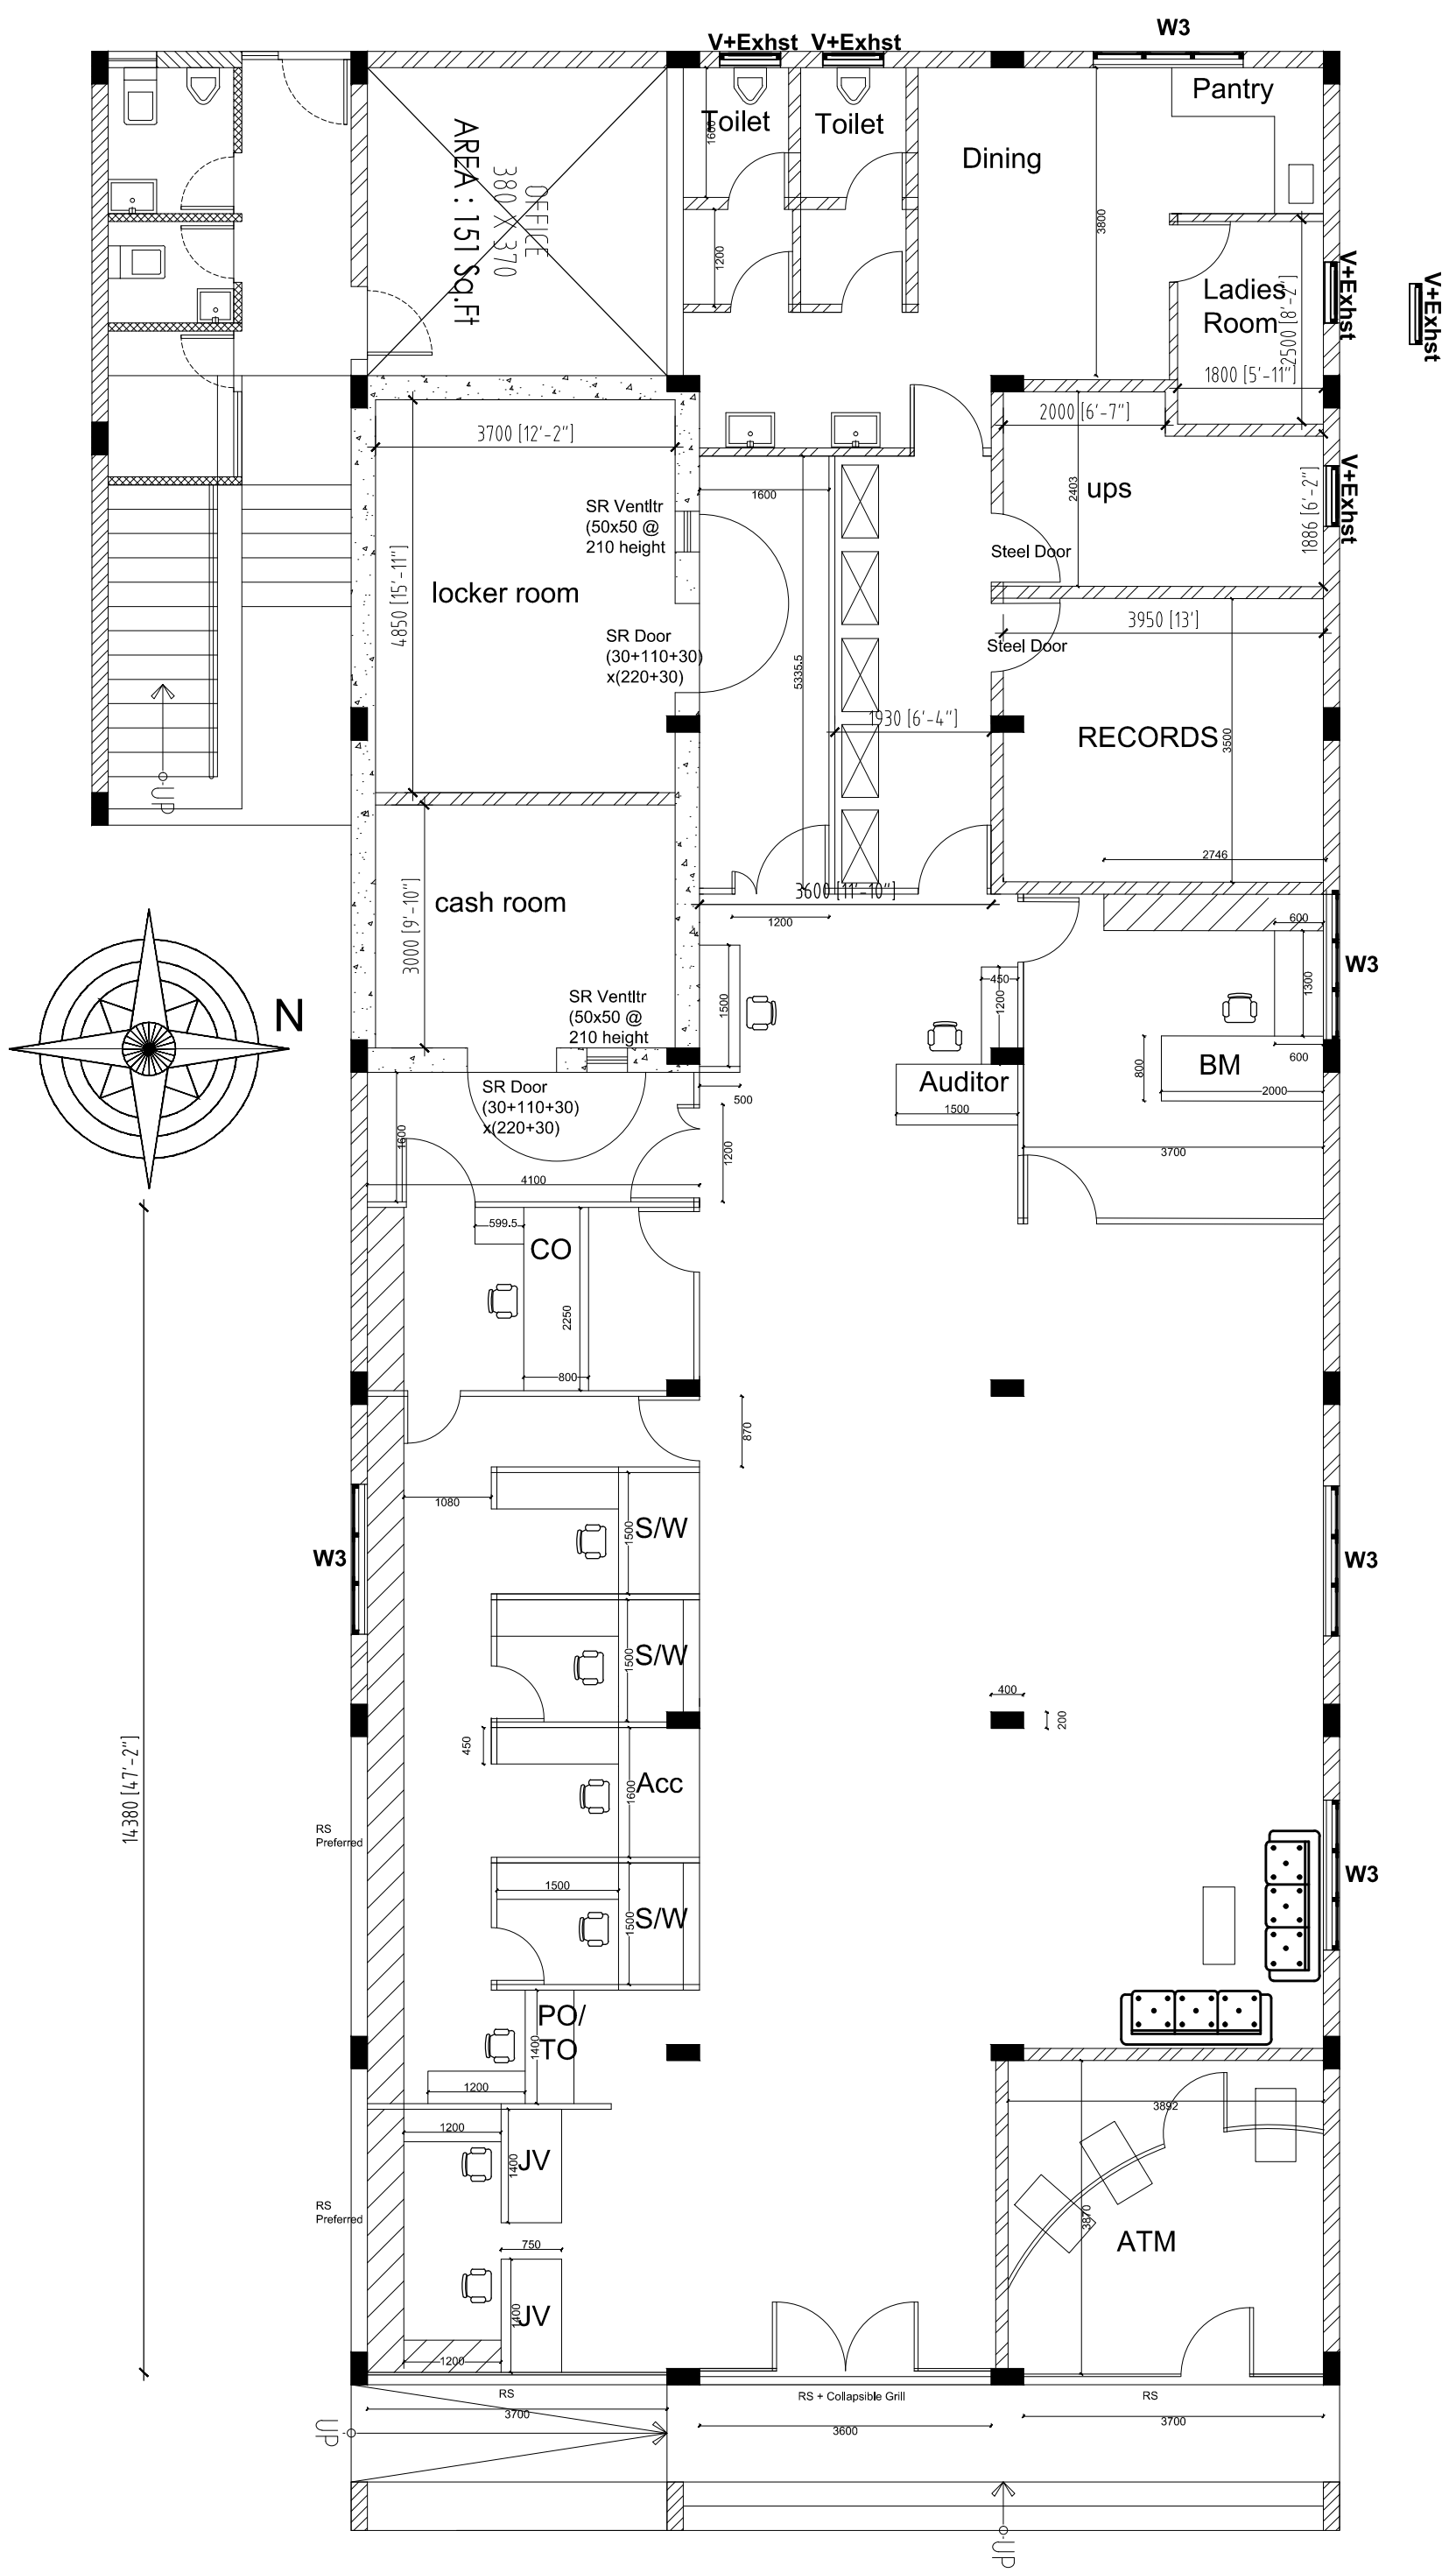 V+Exhst V+Exhst
W3
Toilet
1600
Toilet
Dining
Pantry
AREA : 151 Sq.Ft
380 X 370
OFFICE
3800
1200
Ladies
Room
2500 [8'-2"]
V+Exhst
V+Exhst
1800 [5'-11"]
2000 [6'-7"]
3700 [12'-2"]
SR Ventltr
(50x50 @
210 height
1600
2403
ups
1886 [6'-2"]
V+Exhst
Steel Door
locker room
4850 [15'-11"]
SR Door
(30+110+30)
x(220+30)
5335.5
Steel Door
3950 [13']
1930 [6'-4"]
RECORDS
3500
UP
2746
cash room
3000 [9'-10"]
3600 [11'-10"]
1200
600
W3
N
SR Ventltr
(50x50 @
210 height
1500
450
1200
1300
SR Door
(30+110+30)
x(220+30)
500
Auditor
1500
BM
800
600
2000
1600
1200
3700
4100
599.5
CO
2250
800
870
1080
S/W
1500
W3
W3
S/W
1500
400
200
450
Acc
1600
14380 [47'-2"]
RS
Preferred
W3
1500
S/W
1500
PO/
TO
1400
1200
1200
JV
1400
3892
RS
Preferred
3870
ATM
750
JV
1400
1200
RS
RS + Collapsible Grill
RS
3700
3600
3700
UP
UP